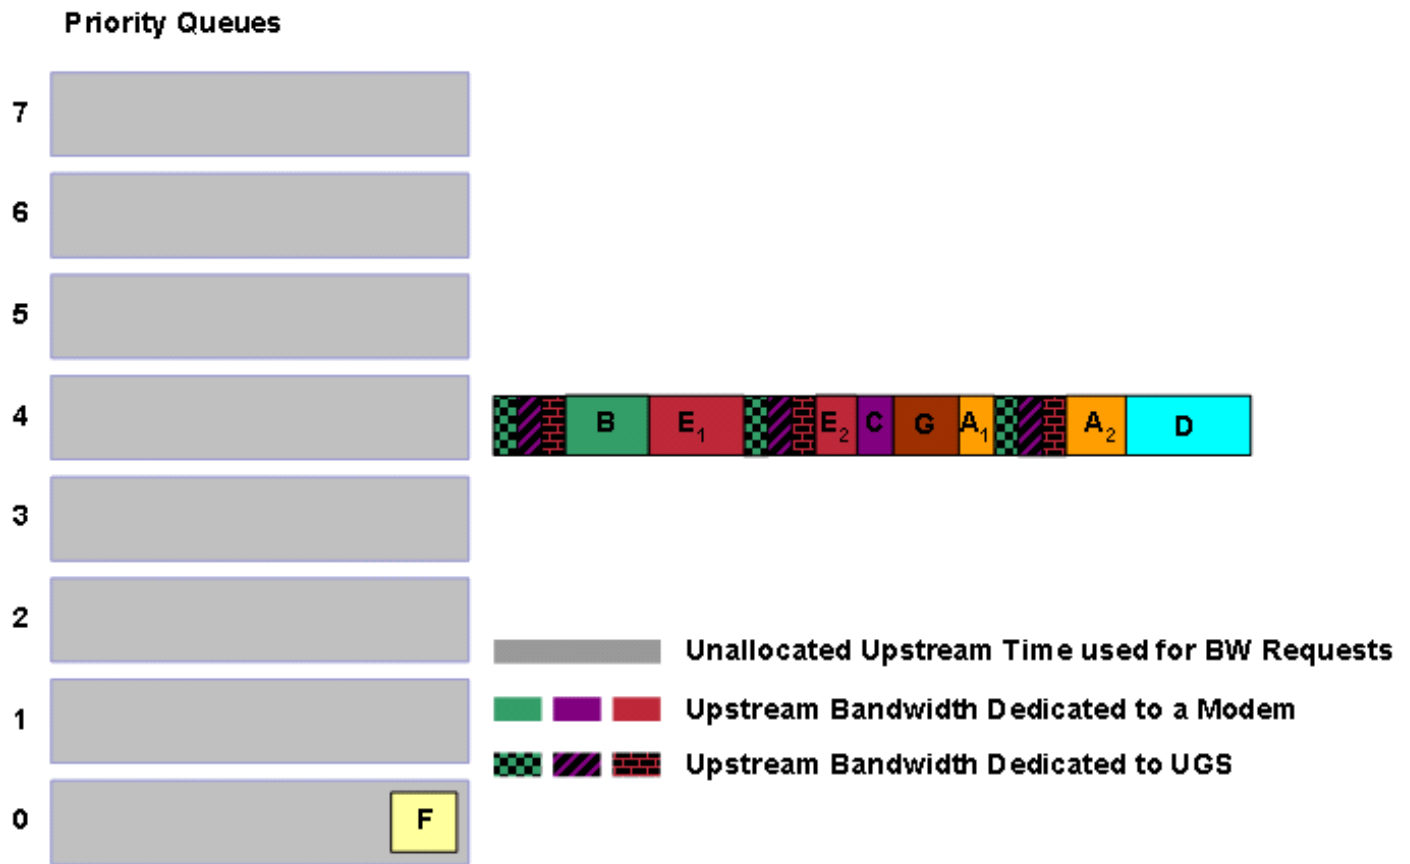 Priority Queues
7
6
5
4
B E1 E2 C G A1 A2 D
3
2
Unallocated Upstream Time used for BW Requests
1
Upstream Bandwidth Dedicated to a Modem
Upstream Bandwidth Dedicated to UGS
0
F